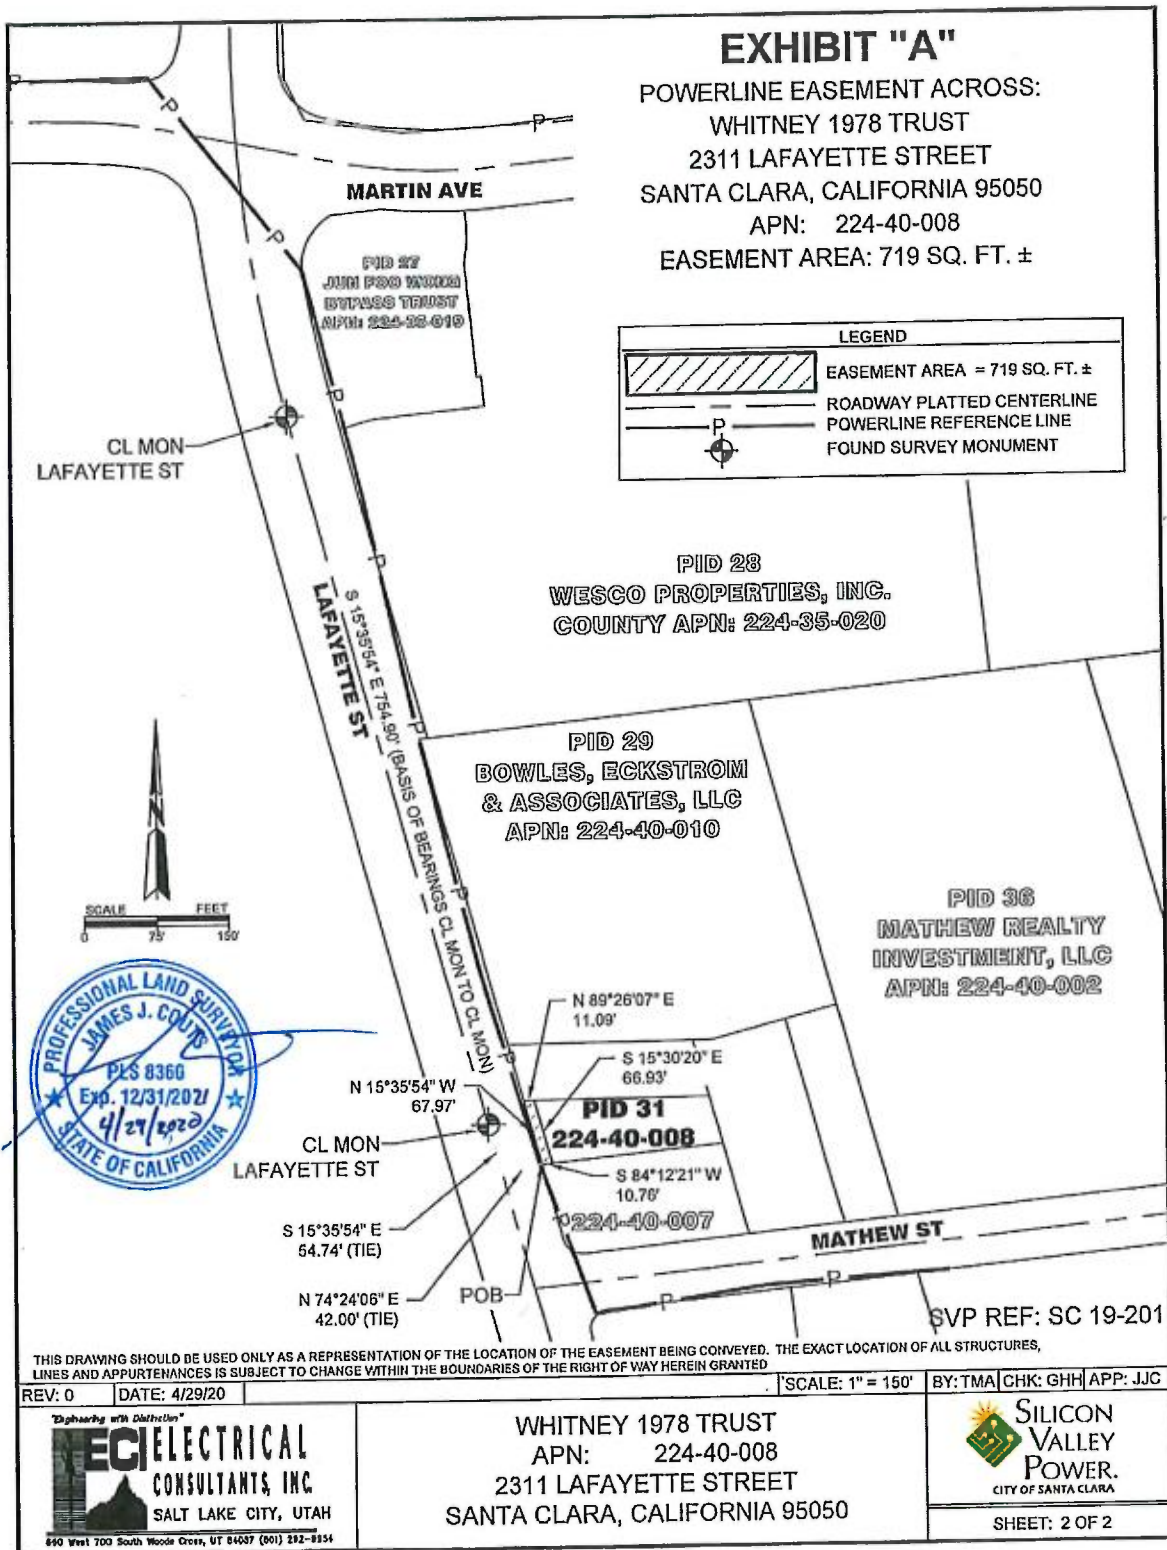 EXHIBIT "A"
POWERLINE EASEMENT ACROSS:
WHITNEY 1978 TRUST
2311 LAFAYETTE STREET
SANTA CLARA, CALIFORNIA 95050
APN: 224-40-008
EASEMENT AREA: 719 SQ. FT. ±
LEGEND
EASEMENT AREA = 719 SQ. FT. ±
ROADWAY PLATTED CENTERLINE
P
POWERLINE REFERENCE LINE
FOUND SURVEY MONUMENT
P
P
P
MARTIN AVE
P
PID 27
JUN FOO WONG
BYPASS TRUST
APN: 224-35-019
P
CL MON
LAFAYETTE ST
P
PID 28
WESCO PROPERTIES, INC.
COUNTY APN: 224-35-020
LAFAYETTE ST
S 15°35'54" E 754.90' (BASIS OF BEARINGS CL MON TO CL MON)
P
PID 29
BOWLES, ECKSTROM
& ASSOCIATES, LLC
APN: 224-40-010
P
PID 36
MATHEW REALTY
INVESTMENT, LLC
APN: 224-40-002
N
SCALE FEET
0 75' 150'
PROFESSIONAL LAND SURVEYOR
JAMES J. COUTS
PLS 8360
Exp. 12/31/2021
4/29/2020
STATE OF CALIFORNIA
N 89°26'07" E
11.09'
P
S 15°30'20" E
66.93'
N 15°35'54" W
67.97'
PID 31
224-40-008
CL MON
LAFAYETTE ST
S 84°12'21" W
10.76'
S 15°35'54" E
54.74' (TIE)
P
224-40-007
MATHEW ST
N 74°24'06" E
42.00' (TIE)
POB
P
P
SVP REF: SC 19-201
THIS DRAWING SHOULD BE USED ONLY AS A REPRESENTATION OF THE LOCATION OF THE EASEMENT BEING CONVEYED. THE EXACT LOCATION OF ALL STRUCTURES,
LINES AND APPURTENANCES IS SUBJECT TO CHANGE WITHIN THE BOUNDARIES OF THE RIGHT OF WAY HEREIN GRANTED
REV: 0 DATE: 4/29/20 SCALE: 1" = 150' BY:TMA CHK: GHH APP: JJC
"Engineering with Distinction"
ECI ELECTRICAL
CONSULTANTS, INC.
SALT LAKE CITY, UTAH
West 700 South Woods Cross, UT 84087
WHITNEY 1978 TRUST
APN: 224-40-008
2311 LAFAYETTE STREET
SANTA CLARA, CALIFORNIA 95050
SILICON
VALLEY
POWER.
CITY OF SANTA CLARA
SHEET: 2 OF 2